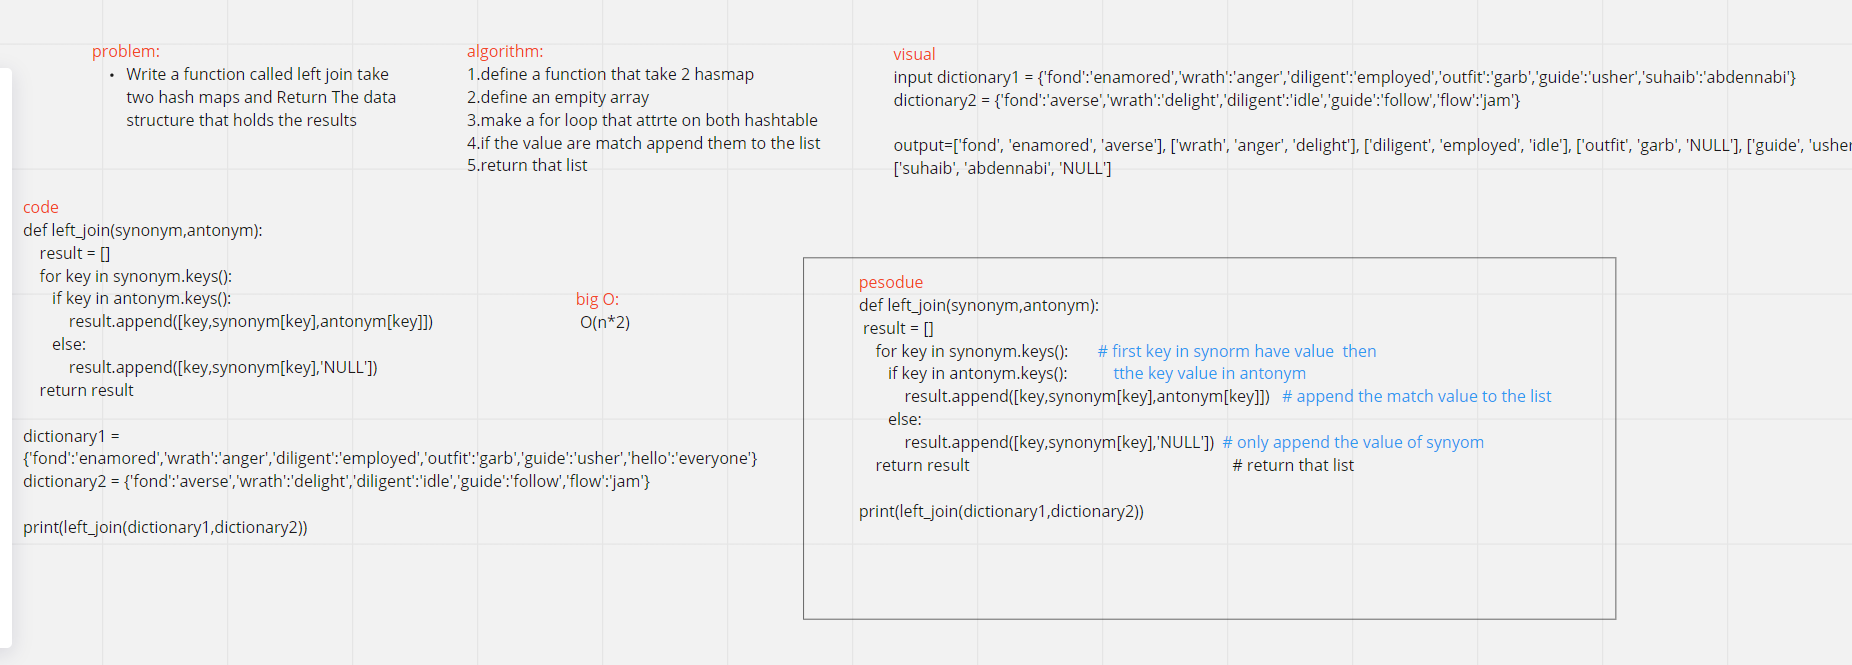 problem:
• Write a function called left join take
two hash maps and Return The data
structure that holds the results
algorithm:
1.define a function that take 2 hasmap
2.define an empity array
3.make a for loop that attrte on both hashtable
4.if the value are match append them to the list
5.return that list
visual
input dictionary1 = {'fond':'enamored','wrath':'anger','diligent':'employed','outfit':'garb','guide':'usher','suhaib':'abdennabi'}
dictionary2 = {'fond':'averse','wrath':'delight','diligent':'idle','guide':'follow','flow':'jam'}
output=['fond', 'enamored', 'averse'], ['wrath', 'anger', 'delight'], ['diligent', 'employed', 'idle'], ['outfit', 'garb', 'NULL'], ['guide', 'usher
['suhaib', 'abdennabi', 'NULL']
code
def left_join(synonym,antonym):
result = []
for key in synonym.keys():
if key in antonym.keys():
result.append([key,synonym[key],antonym[key]])
else:
result.append([key,synonym[key],'NULL'])
return result
dictionary1 =
{'fond':'enamored','wrath':'anger','diligent':'employed','outfit':'garb','guide':'usher','hello':'everyone'}
dictionary2 = {'fond':'averse','wrath':'delight','diligent':'idle','guide':'follow','flow':'jam'}
print(left_join(dictionary1,dictionary2))
big O:
O(n*2)
pesodue
def left_join(synonym,antonym):
result = []
for key in synonym.keys(): # first key in synorm have value then
if key in antonym.keys(): tthe key value in antonym
result.append([key,synonym[key],antonym[key]]) # append the match value to the list
else:
result.append([key,synonym[key],'NULL']) # only append the value of synyom
return result # return that list
print(left_join(dictionary1,dictionary2))